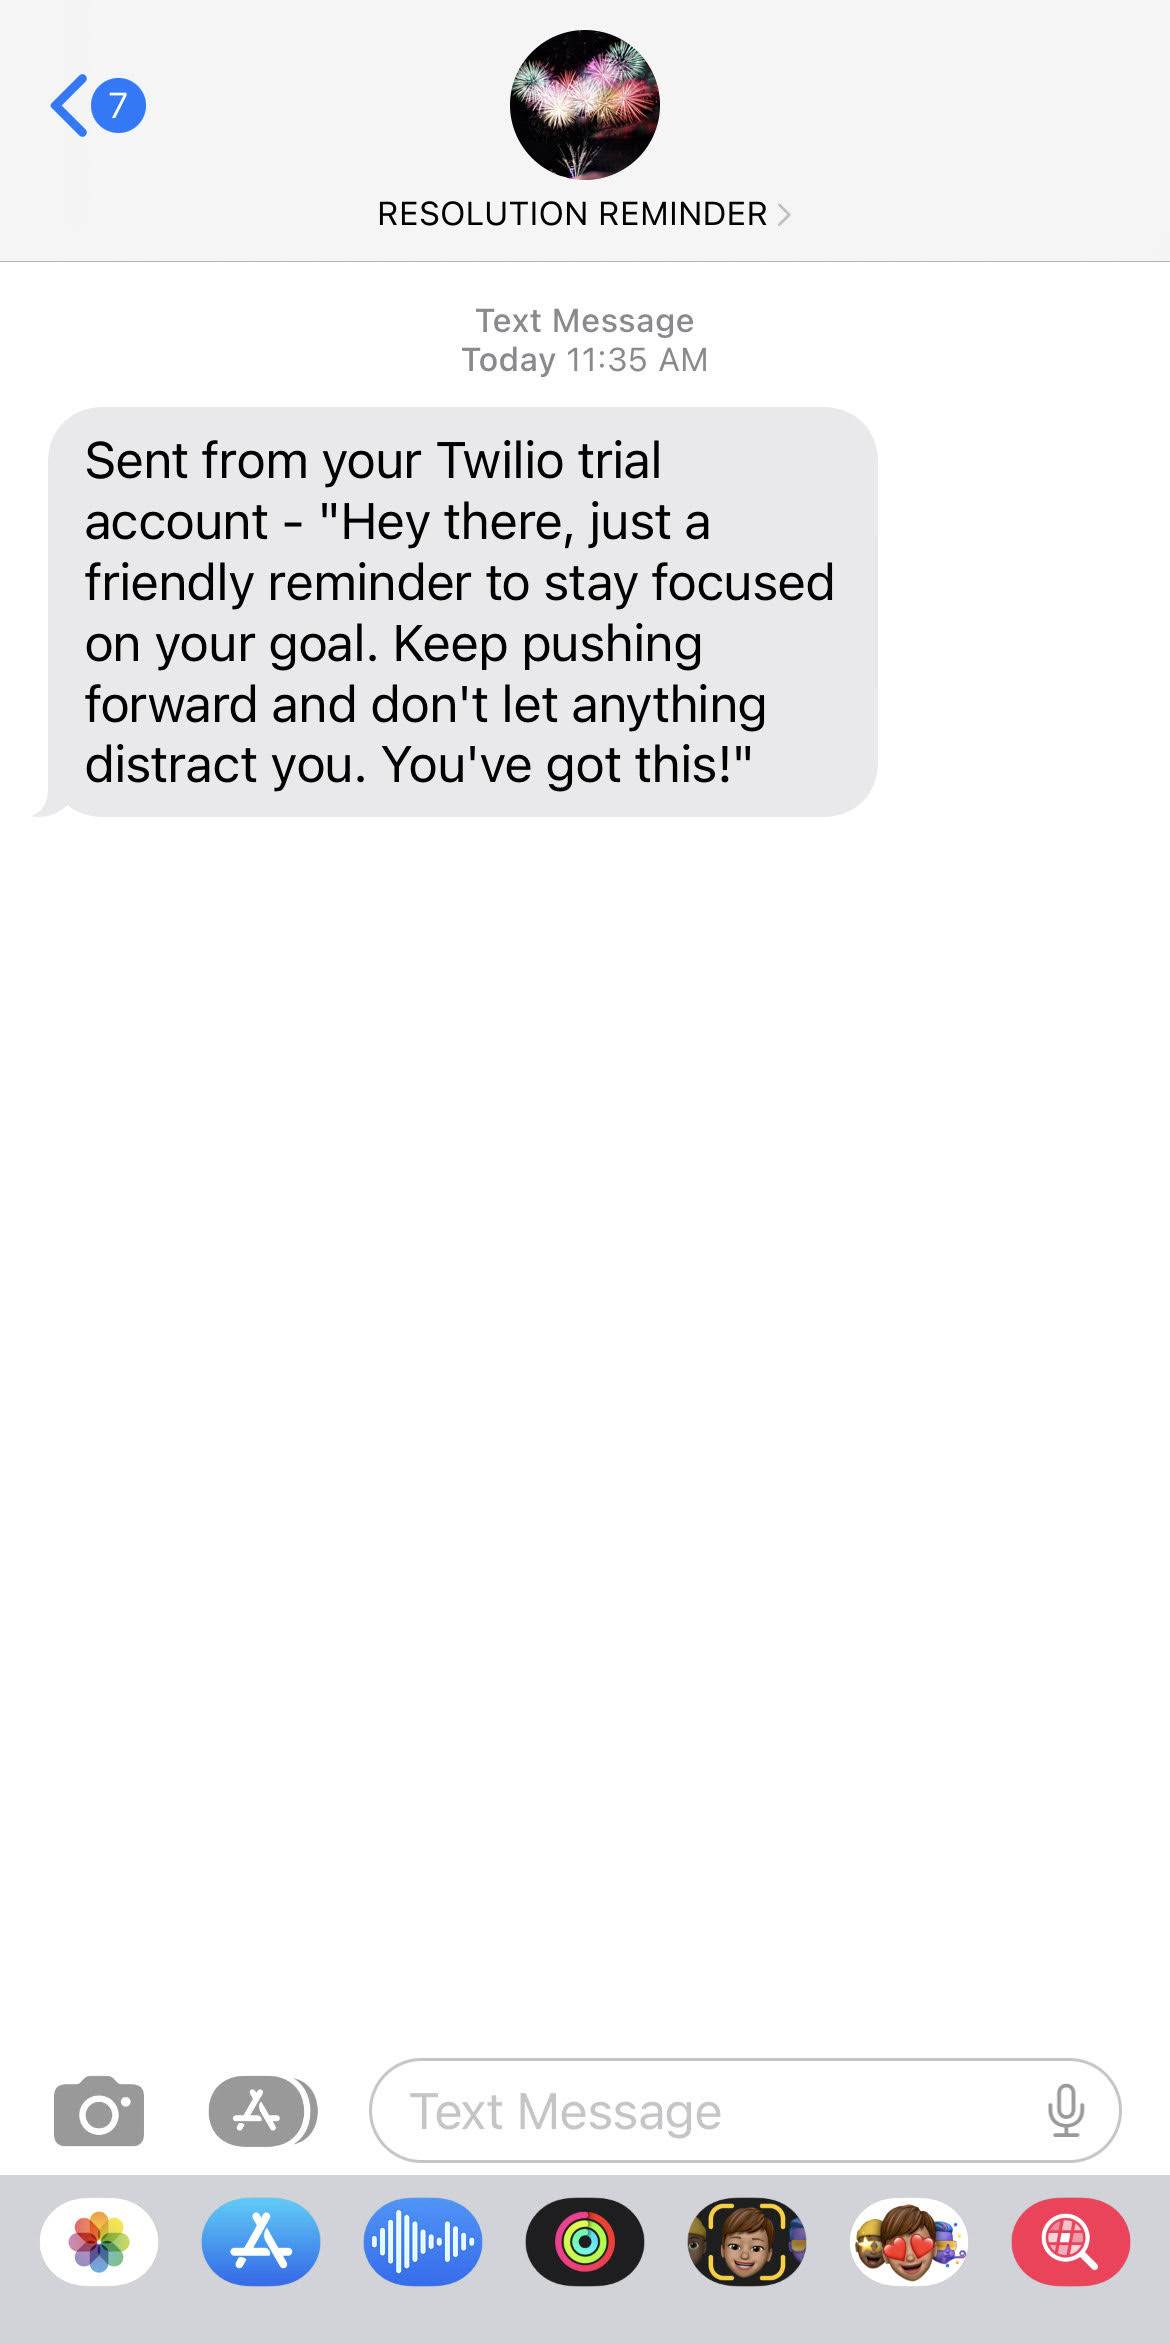 7
RESOLUTION REMINDER
Text Message
Today 11:35 AM
Sent from your Twilio trial
account - "Hey there, just a
friendly reminder to stay focused
on your goal. Keep pushing
forward and don't let anything
distract you. You've got this!"
Text Message